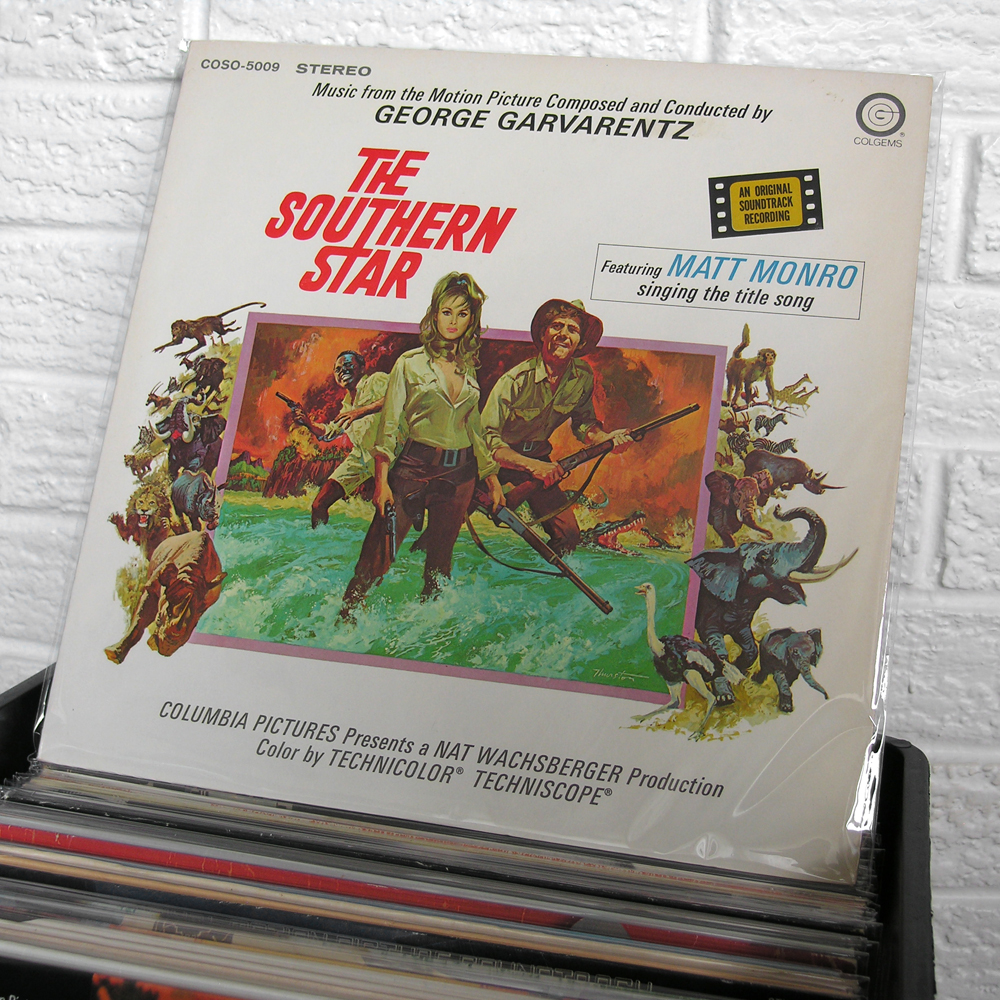 COSO-5009 STEREO
Music from the Motion Picture Composed and Conducted by
GEORGE GARVARENTZ
COLGEMS
®
THE
SOUTHERN
STAR
AN ORIGINAL
SOUNDTRACK
RECORDING
Featuring MATT MONRO
singing the title song
COLUMBIA PICTURES Presents a NAT WACHSBERGER Production
Color by TECHNICOLOR® TECHNISCOPE®